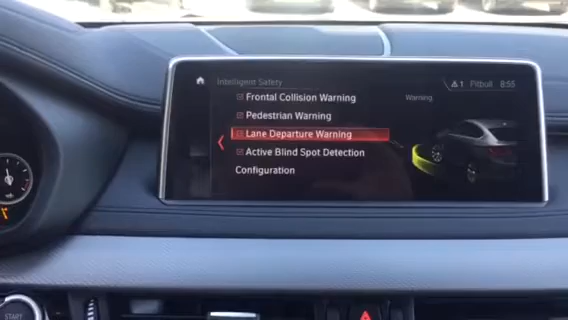 Intelligent Safety
1 Pitbull 8:55
Frontal Collision Warning
Warning
Pedestrian Warning
Lane Departure Warning
Active Blind Spot Detection
Configuration
START